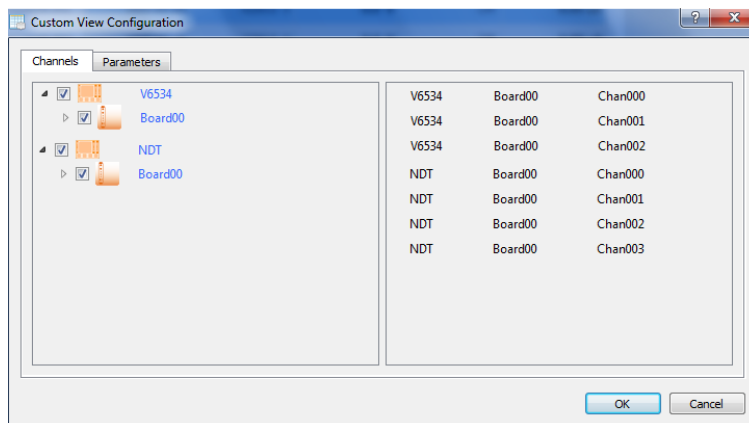 Custom View Configuration
Channels Parameters
V6534
Board00
NDT
Board00
V6534 Board00 Chan000
V6534 Board00 Chan001
V6534 Board00 Chan002
NDT Board00 Chan000
NDT Board00 Chan001
NDT Board00 Chan002
NDT Board00 Chan003
OK Cancel